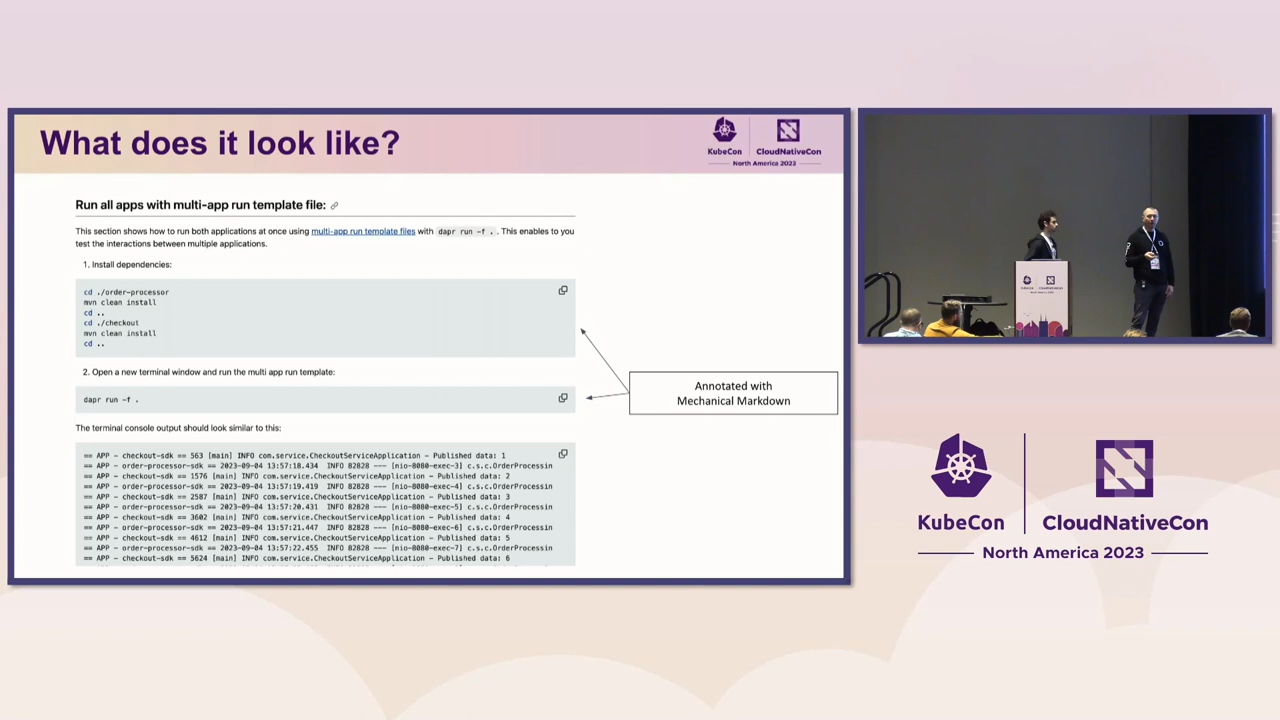 What does it look like?
KubeCon
CloudNativeCon
North America 2023
Run all apps with multi-app run template file:
This section shows how to run both applications at once using multi-app run template files with dapr run -f . . This enables to you
test the interactions between multiple applications.
1. Install dependencies:
cd ./order-processor
mvn clean install
cd ..
cd ./checkout
mvn clean install
cd ..
2. Open a new terminal window and run the multi app run template:
dapr run -f .
Annotated with
Mechanical Markdown
The terminal console output should look similar to this:
== APP - checkout-sdk == 563 [main] INFO com.service.CheckoutServiceApplication - Published data: 1
== APP - order-processor-sdk == 2023-09-04 13:57:18.434  INFO 82828 --- [nio-8080-exec-3] c.s.c.OrderProcessin
== APP - checkout-sdk == 1576 [main] INFO com.service.CheckoutServiceApplication - Published data: 2
== APP - order-processor-sdk == 2023-09-04 13:57:19.419  INFO 82828 --- [nio-8080-exec-4] c.s.c.OrderProcessin
== APP - checkout-sdk == 2587 [main] INFO com.service.CheckoutServiceApplication - Published data: 3
== APP - order-processor-sdk == 2023-09-04 13:57:20.431  INFO 82828 --- [nio-8080-exec-5] c.s.c.OrderProcessin
== APP - checkout-sdk == 3602 [main] INFO com.service.CheckoutServiceApplication - Published data: 4
== APP - order-processor-sdk == 2023-09-04 13:57:21.447  INFO 82828 --- [nio-8080-exec-6] c.s.c.OrderProcessin
== APP - checkout-sdk == 4612 [main] INFO com.service.CheckoutServiceApplication - Published data: 5
== APP - order-processor-sdk == 2023-09-04 13:57:22.455  INFO 82828 --- [nio-8080-exec-7] c.s.c.OrderProcessin
== APP - checkout-sdk == 5624 [main] INFO com.service.CheckoutServiceApplication - Published data: 6
KubeCon
CloudNativeCon
North America 2023